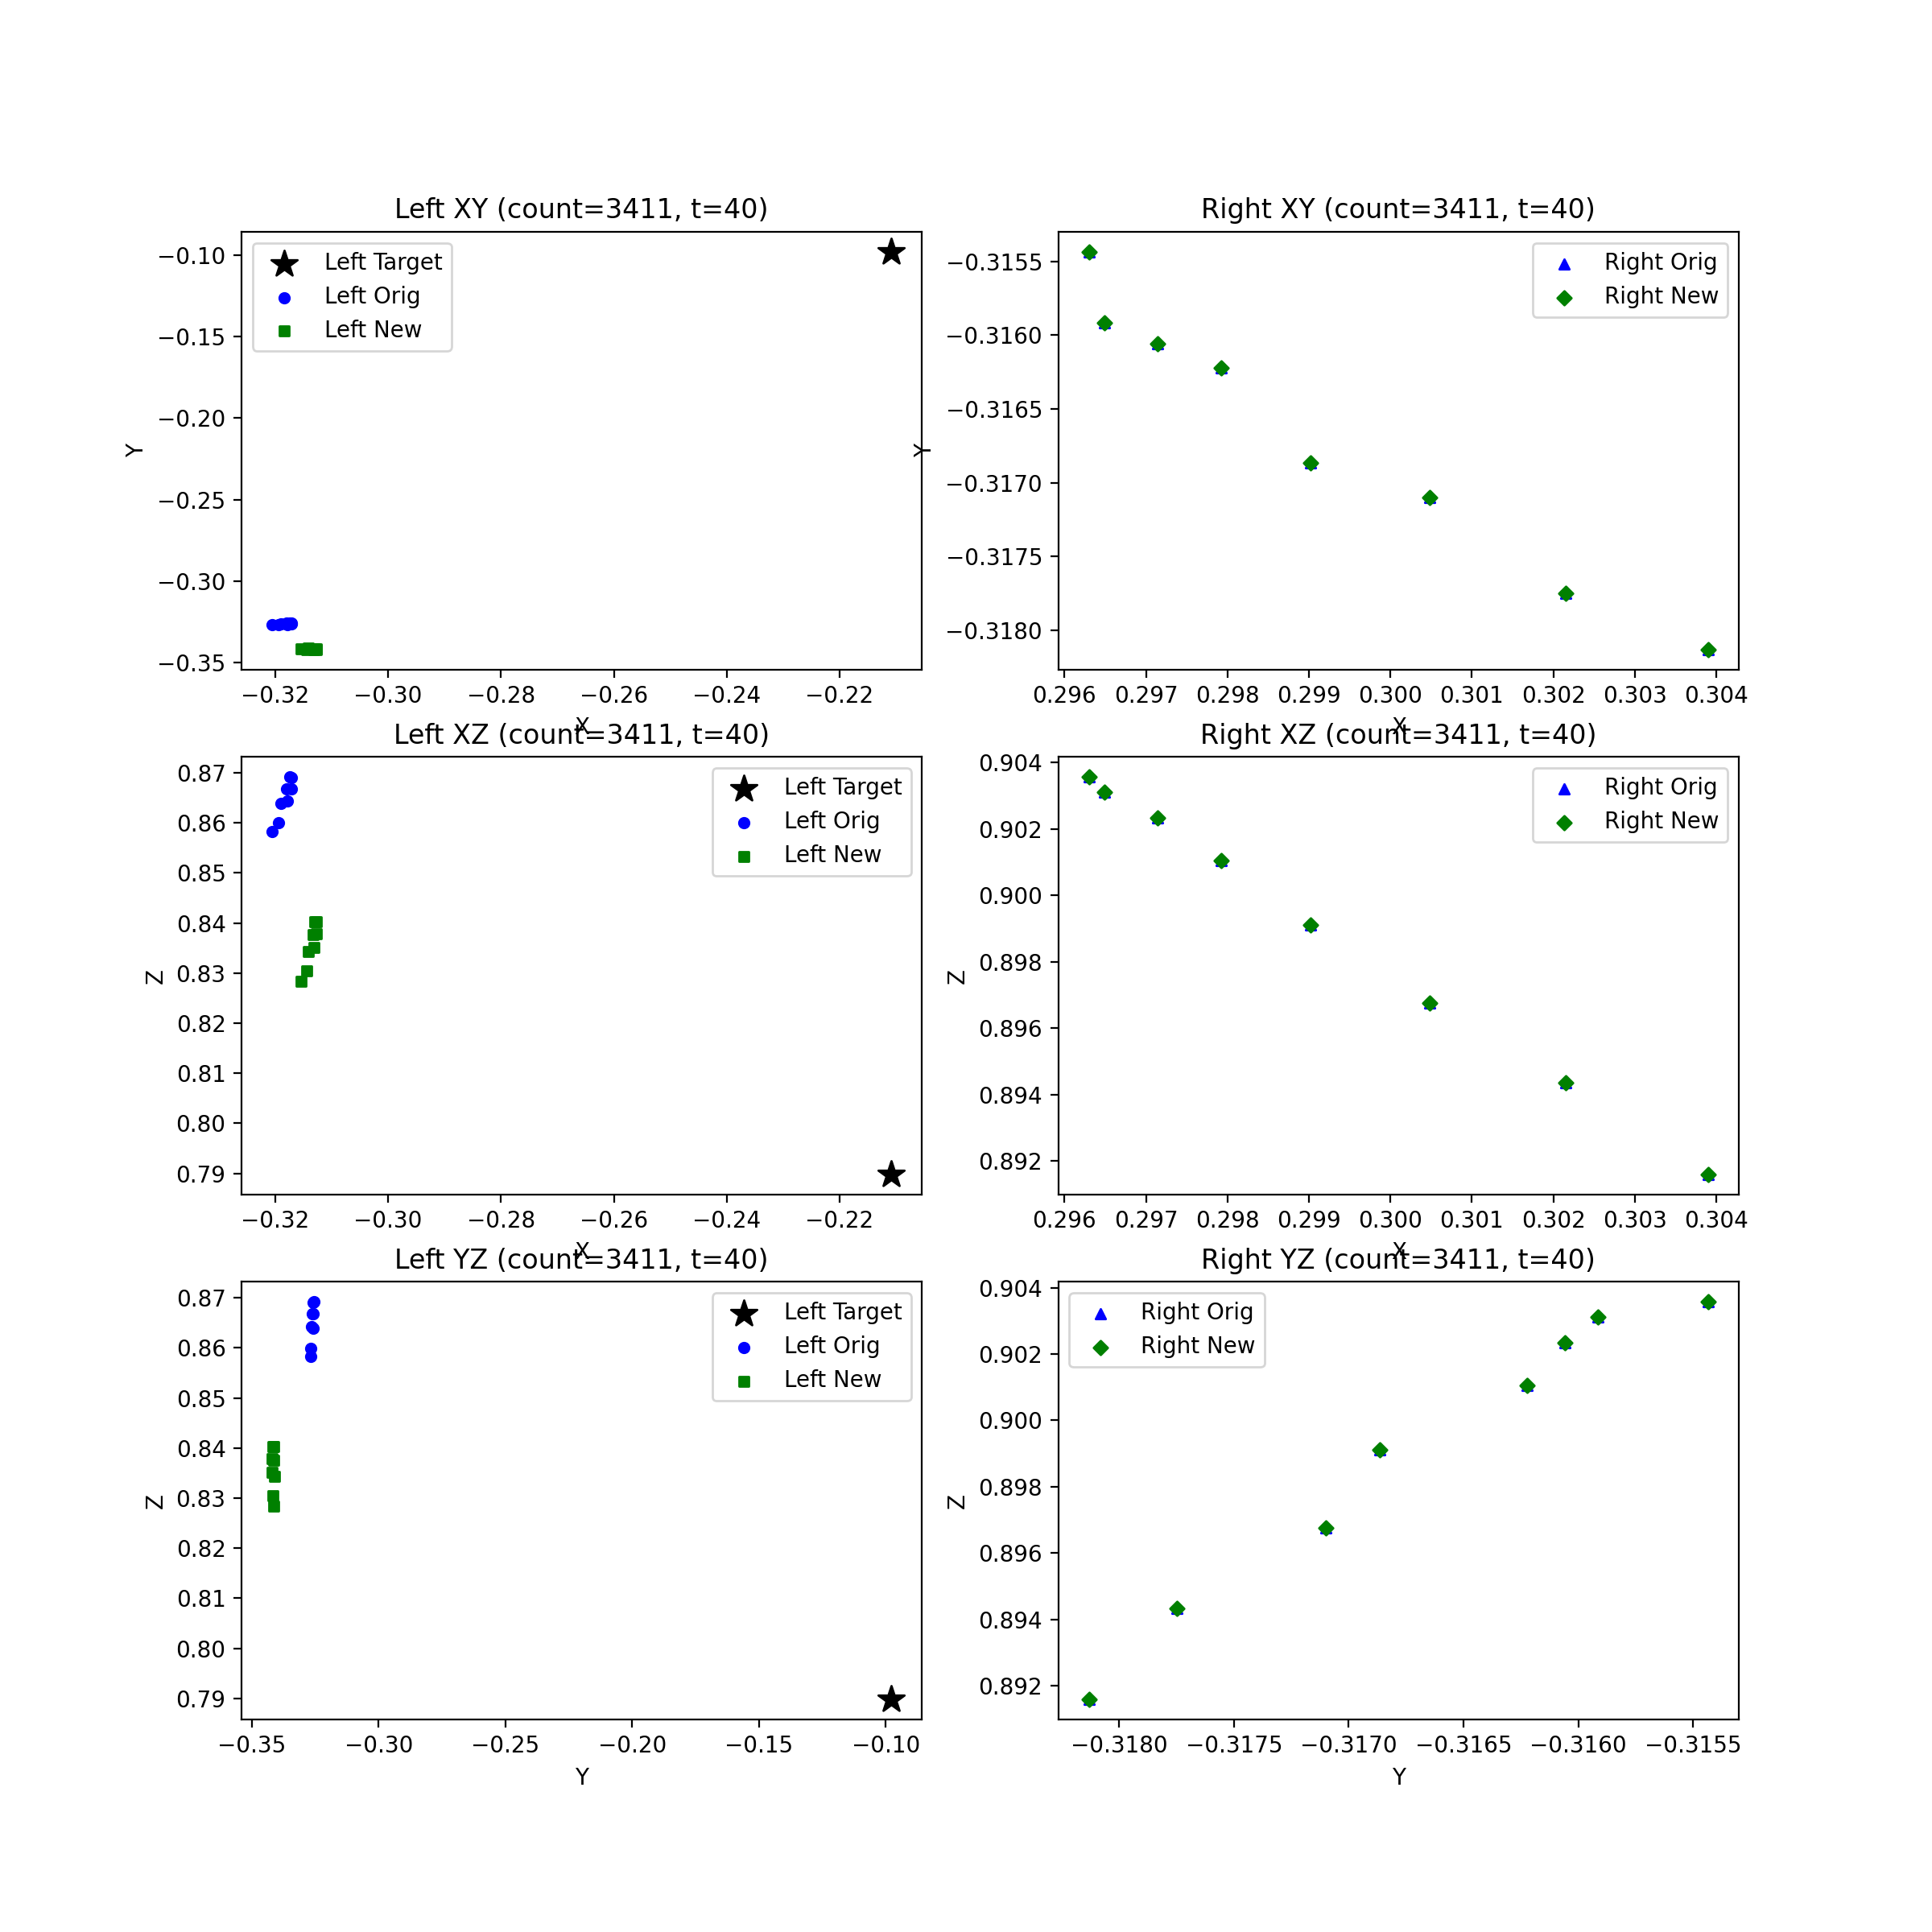 Left XY (count=3411, t=40)
Left Target
Left Orig
Left New
Y
−0.10
−0.15
−0.20
−0.25
−0.30
−0.35
−0.32 −0.30 −0.28 −0.26 −0.24 −0.22
X
Right XY (count=3411, t=40)
Right Orig
Right New
Y
−0.3155
−0.3160
−0.3165
−0.3170
−0.3175
−0.3180
0.296 0.297 0.298 0.299 0.300 0.301 0.302 0.303 0.304
X
Left XZ (count=3411, t=40)
Left Target
Left Orig
Left New
Z
0.87
0.86
0.85
0.84
0.83
0.82
0.81
0.80
0.79
−0.32 −0.30 −0.28 −0.26 −0.24 −0.22
X
Right XZ (count=3411, t=40)
Right Orig
Right New
Z
0.904
0.902
0.900
0.898
0.896
0.894
0.892
0.296 0.297 0.298 0.299 0.300 0.301 0.302 0.303 0.304
X
Left YZ (count=3411, t=40)
Left Target
Left Orig
Left New
Z
0.87
0.86
0.85
0.84
0.83
0.82
0.81
0.80
0.79
−0.35 −0.30 −0.25 −0.20 −0.15 −0.10
Y
Right YZ (count=3411, t=40)
Right Orig
Right New
Z
0.904
0.902
0.900
0.898
0.896
0.894
0.892
−0.3180 −0.3175 −0.3170 −0.3165 −0.3160 −0.3155
Y